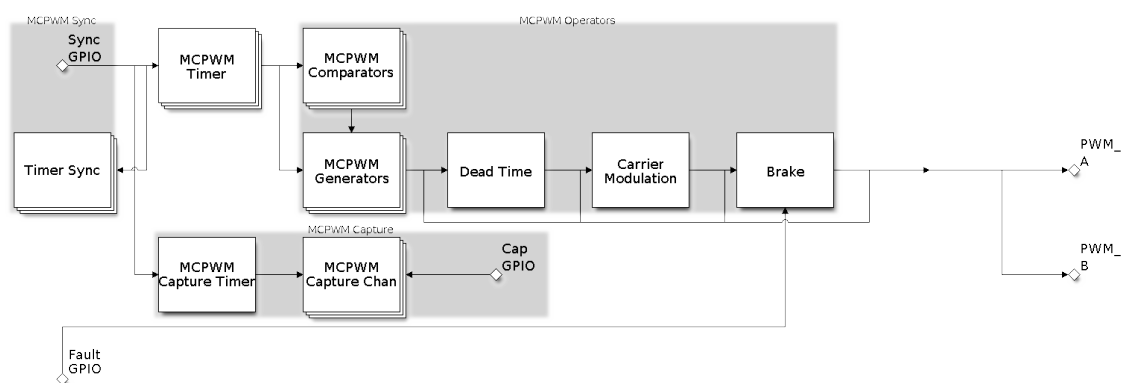 MCPWM Sync
MCPWM Operators
Sync
GPIO
MCPWM
Timer
MCPWM
Comparators
Timer Sync
MCPWM
Generators
Dead Time
Carrier
Modulation
Brake
PWM_
A
MCPWM Capture
MCPWM
Capture Timer
MCPWM
Capture Chan
Cap
GPIO
PWM_
B
Fault
GPIO